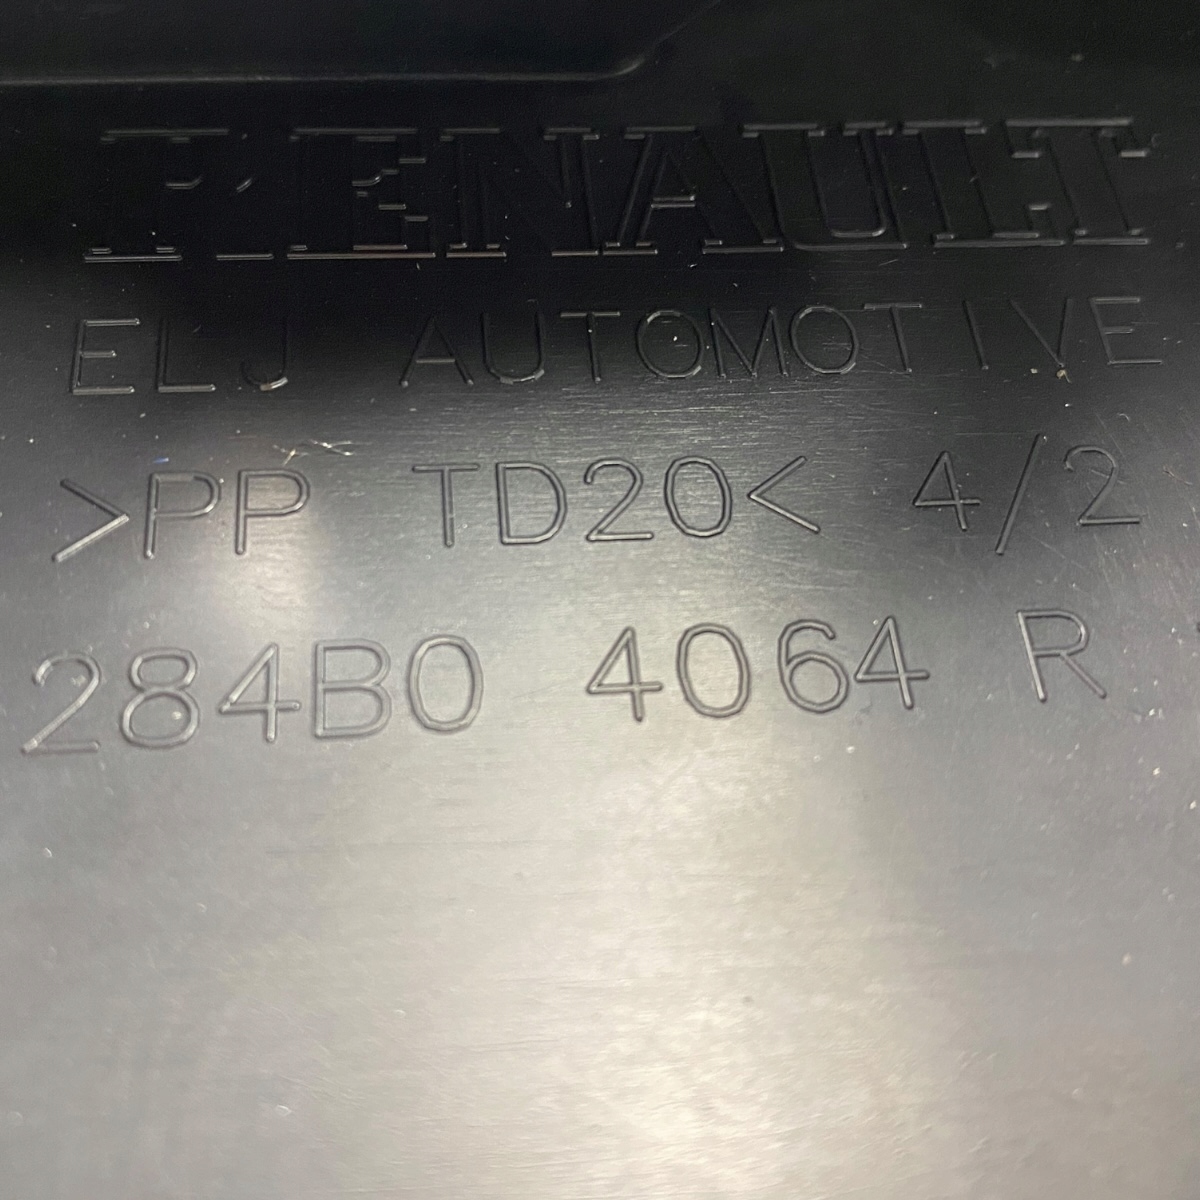 RENAULT
ELJ AUTOMOTIVE
>PP TD20< 4/2
284B0 4064 R